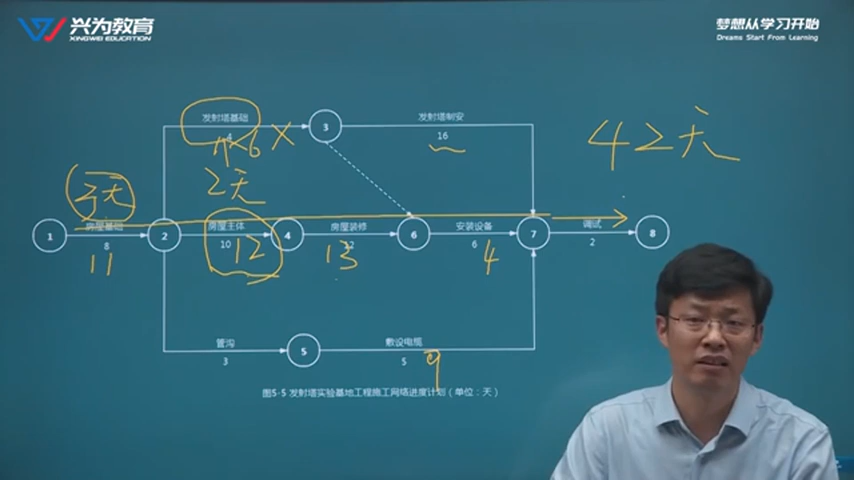 兴为教育
XINGWEI EDUCATION
梦想从学习开始
Dreams Start From Learning
发射塔基础
发射塔制安
3
6
×
16
42天
3天
2天
房屋基础
房屋主体
房屋装修
安装设备
调试
1
2
4
6
7
8
8
10
12
6
2
11
12
13
4
管沟
敷设电缆
5
3
5
9
图5-5 发射塔实验基地工程施工网络进度计划（单位：天）